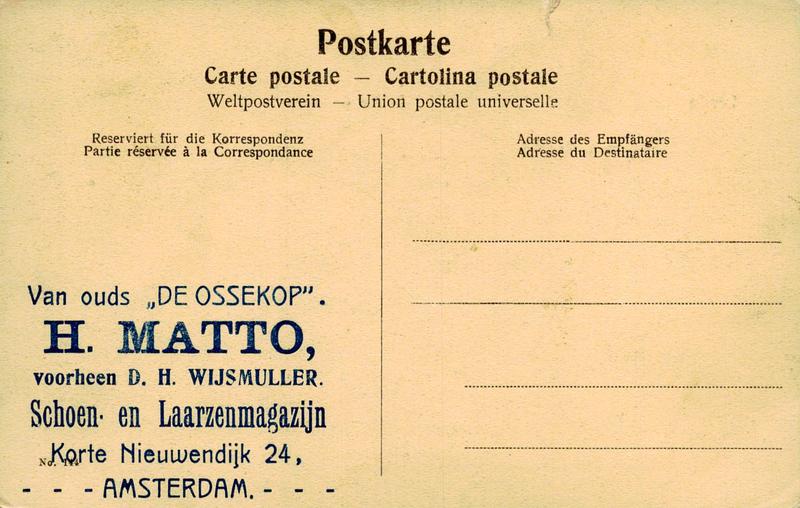 Postkarte
Carte postale — Cartolina postale
Weltpostverein — Union postale universelle
Reserviert für die Korrespondenz
Partie réservée à la Correspondance
Adresse des Empfängers
Adresse du Destinataire
Van ouds „DE OSSEKOP”.
H. MATTO,
voorheen D. H. WIJSMULLER.
Schoen- en Laarzenmagazijn
Korte Nieuwendijk 24,
- - - AMSTERDAM. - - -
No.